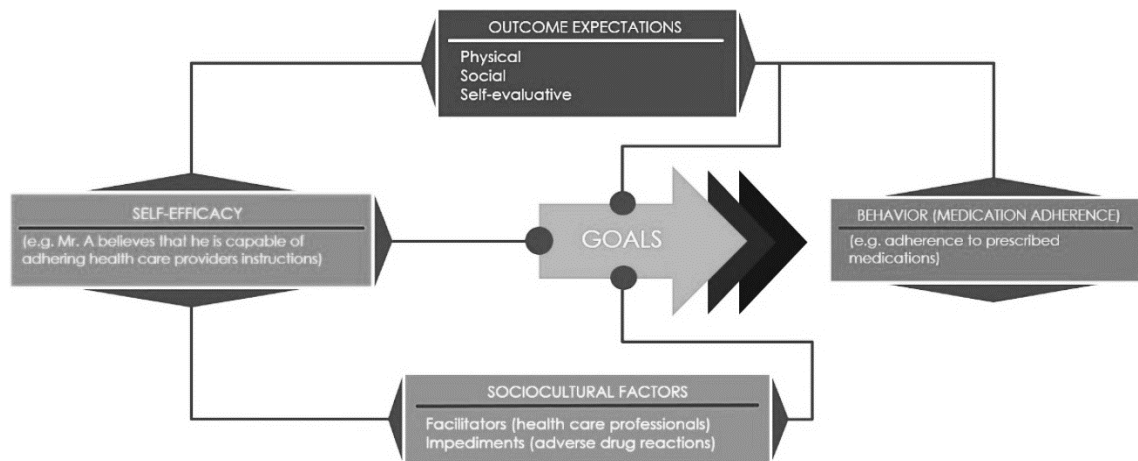 OUTCOME EXPECTATIONS
Physical
Social
Self-evaluative
SELF-EFFICACY
(e.g. Mr. A believes that he is capable of
adhering health care providers instructions)
GOALS
BEHAVIOR (MEDICATION ADHERENCE)
(e.g. adherence to prescribed
medications)
SOCIOCULTURAL FACTORS
Facilitators (health care professionals)
Impediments (adverse drug reactions)